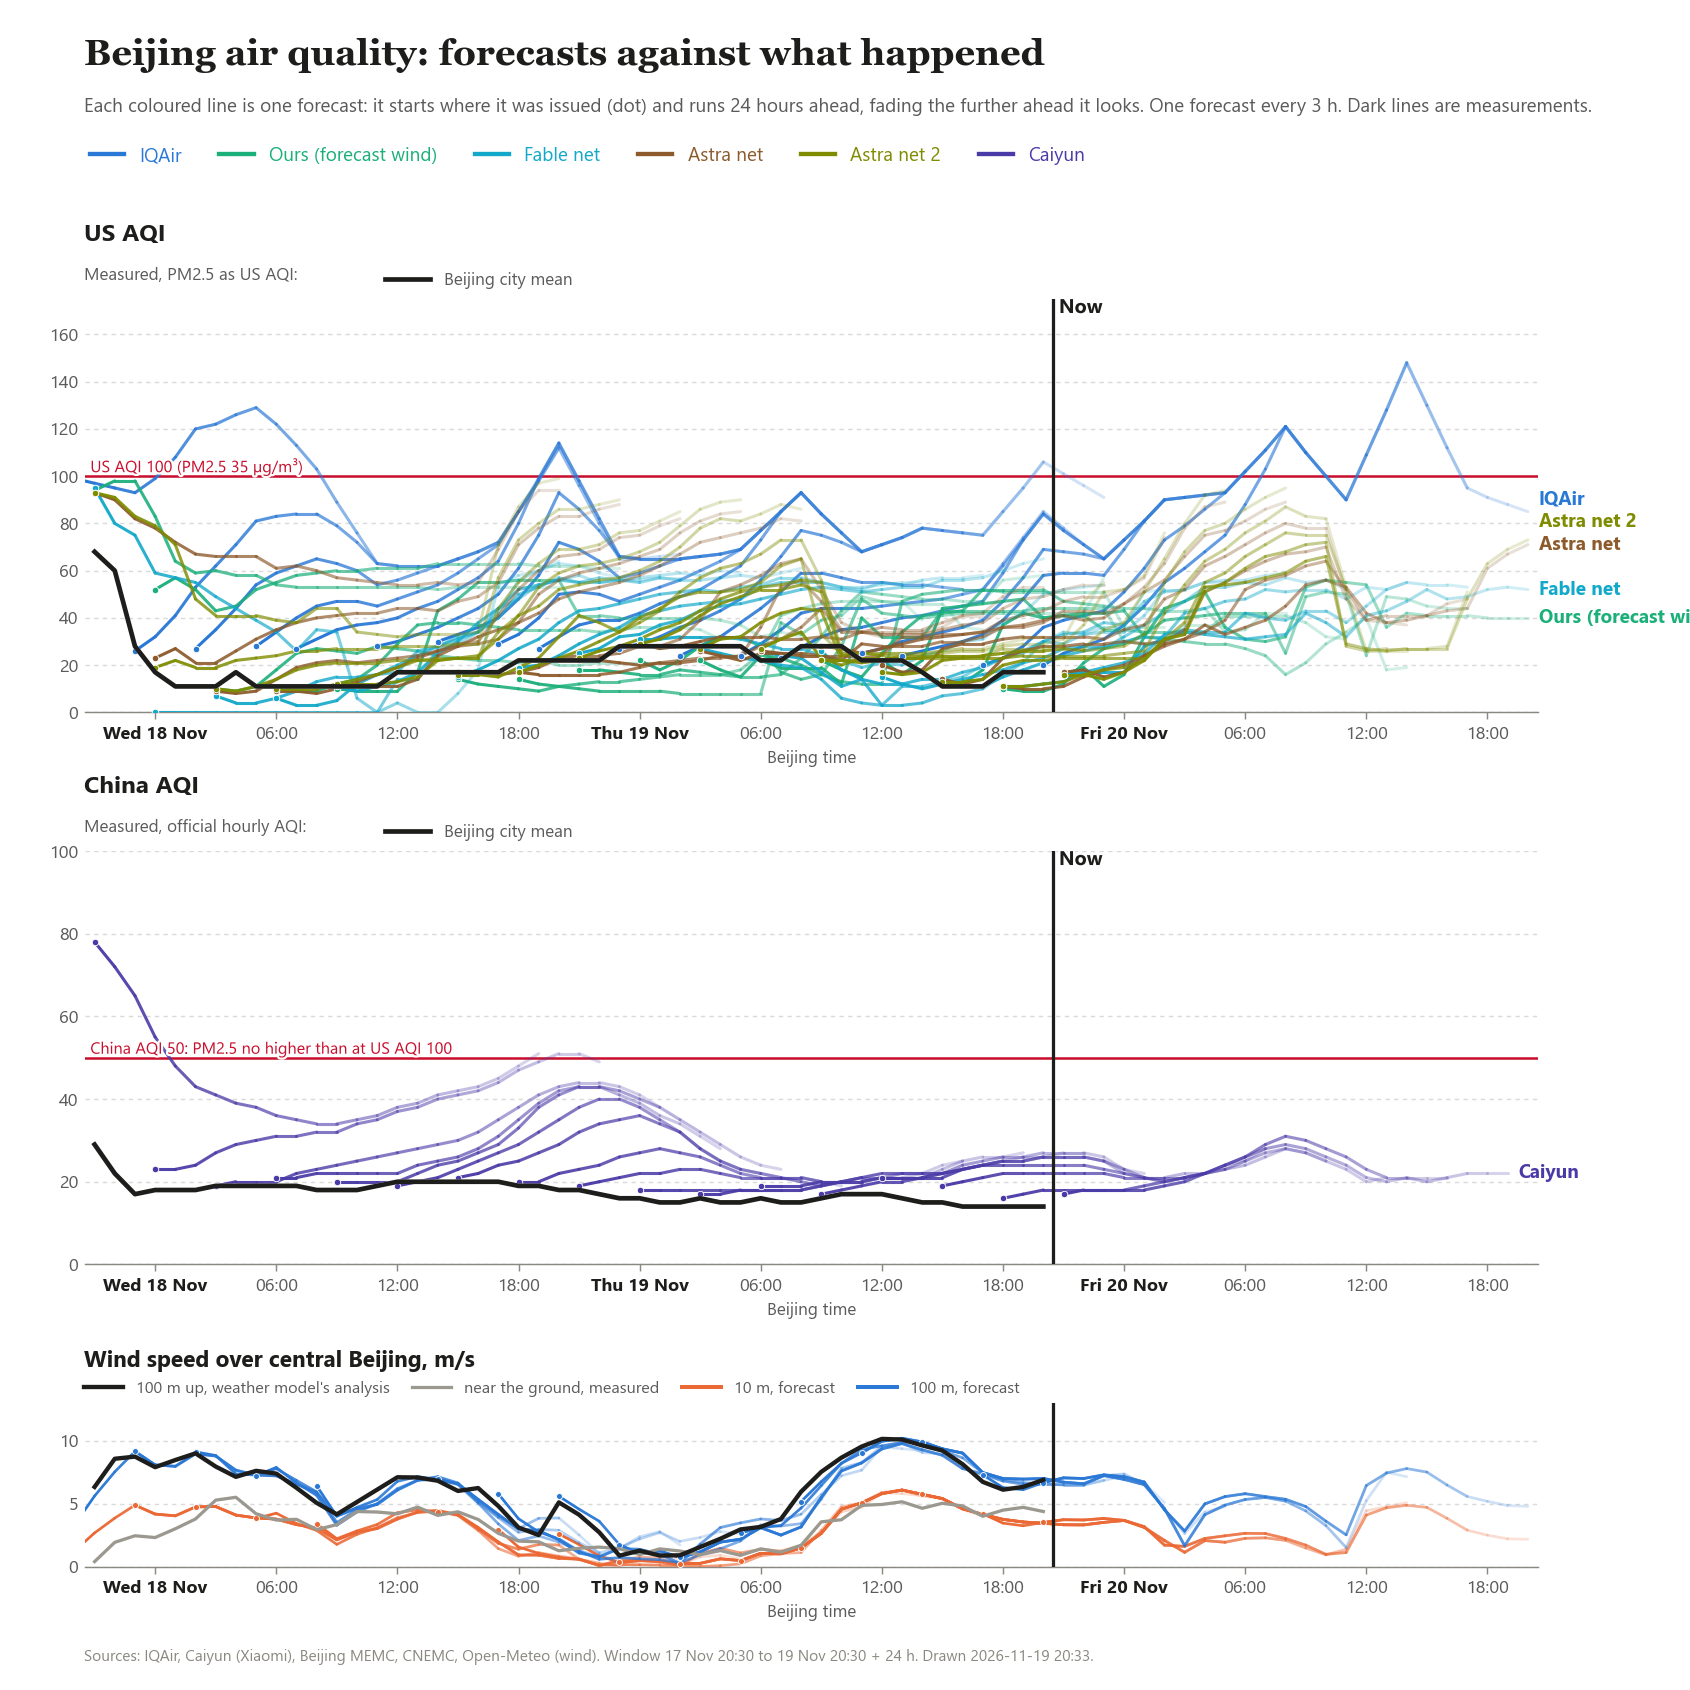 Beijing air quality: forecasts against what happened
Each coloured line is one forecast: it starts where it was issued (dot) and runs 24 hours ahead, fading the further ahead it looks. One forecast every 3 h. Dark lines are measurements.
IQAir Ours (forecast wind) Fable net Astra net Astra net 2 Caiyun
US AQI
Measured, PM2.5 as US AQI: Beijing city mean
Now
160
140
120
US AQI 100 (PM2.5 35 µg/m³)
100
IQAir
80
Astra net 2
Astra net
60
Fable net
40
Ours (forecast wi
20
0
Wed 18 Nov 06:00 12:00 18:00 Thu 19 Nov 06:00 12:00 18:00 Fri 20 Nov 06:00 12:00 18:00
Beijing time
China AQI
Measured, official hourly AQI: Beijing city mean
100
Now
80
60
China AQI 50: PM2.5 no higher than at US AQI 100
40
20
Caiyun
0
Wed 18 Nov 06:00 12:00 18:00 Thu 19 Nov 06:00 12:00 18:00 Fri 20 Nov 06:00 12:00 18:00
Beijing time
Wind speed over central Beijing, m/s
100 m up, weather model's analysis near the ground, measured 10 m, forecast 100 m, forecast
10
5
0
Wed 18 Nov 06:00 12:00 18:00 Thu 19 Nov 06:00 12:00 18:00 Fri 20 Nov 06:00 12:00 18:00
Beijing time
Sources: IQAir, Caiyun (Xiaomi), Beijing MEMC, CNEMC, Open-Meteo (wind). Window 17 Nov 20:30 to 19 Nov 20:30 + 24 h. Drawn 2026-11-19 20:33.